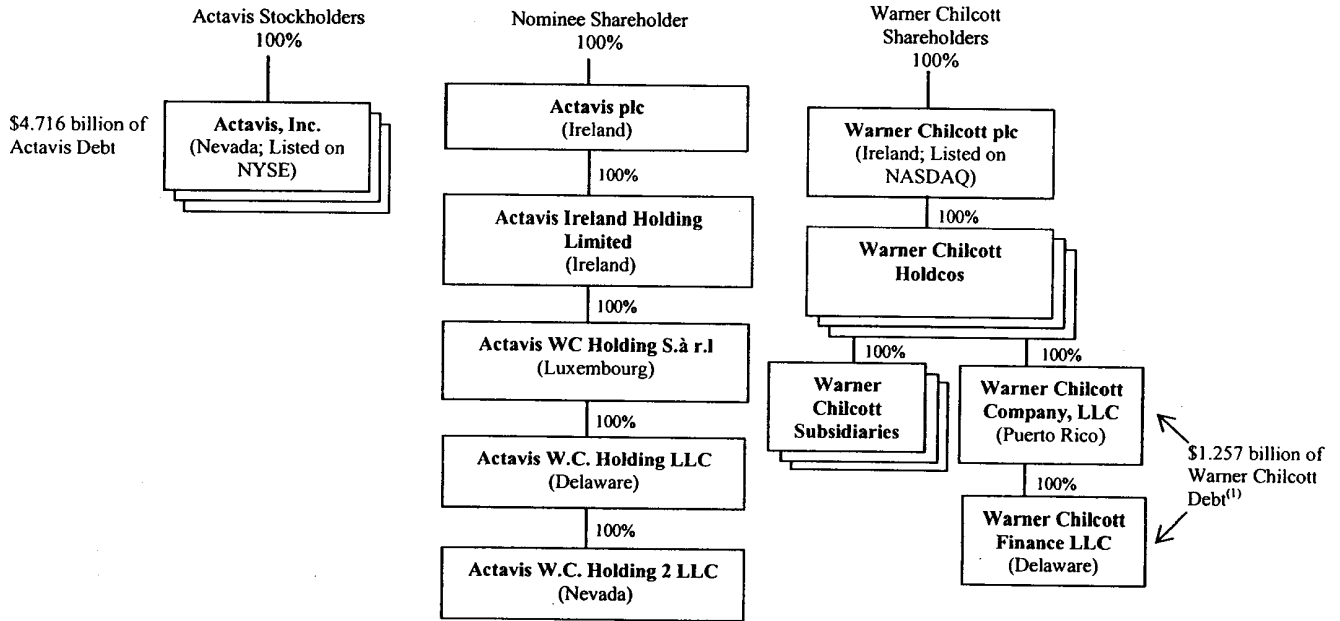 Actavis Stockholders
100%
$4.716 billion of
Actavis Debt
Actavis, Inc.
(Nevada; Listed on
NYSE)
Nominee Shareholder
100%
Actavis plc
(Ireland)
100%
Actavis Ireland Holding
Limited
(Ireland)
100%
Actavis WC Holding S.à r.l
(Luxembourg)
100%
Actavis W.C. Holding LLC
(Delaware)
100%
Actavis W.C. Holding 2 LLC
(Nevada)
Warner Chilcott
Shareholders
100%
Warner Chilcott plc
(Ireland; Listed on
NASDAQ)
100%
Warner Chilcott
Holdcos
100%
Warner
Chilcott
Subsidiaries
100%
Warner Chilcott
Company, LLC
(Puerto Rico)
100%
Warner Chilcott
Finance LLC
(Delaware)
$1.257 billion of
Warner Chilcott
Debt(1)